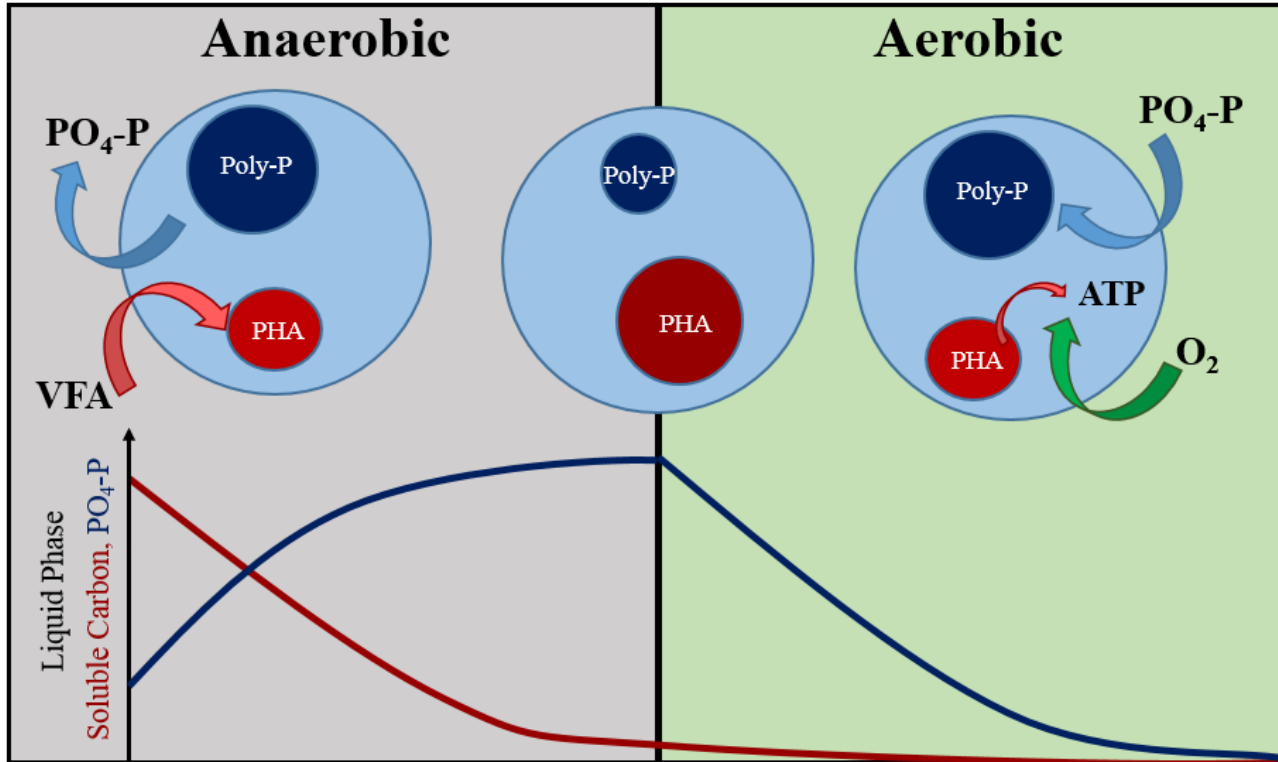 Anaerobic
Aerobic
PO₄-P
Poly-P
PHA
VFA
Poly-P
PHA
PO₄-P
Poly-P
ATP
PHA
O₂
Liquid Phase
Soluble Carbon, PO₄-P